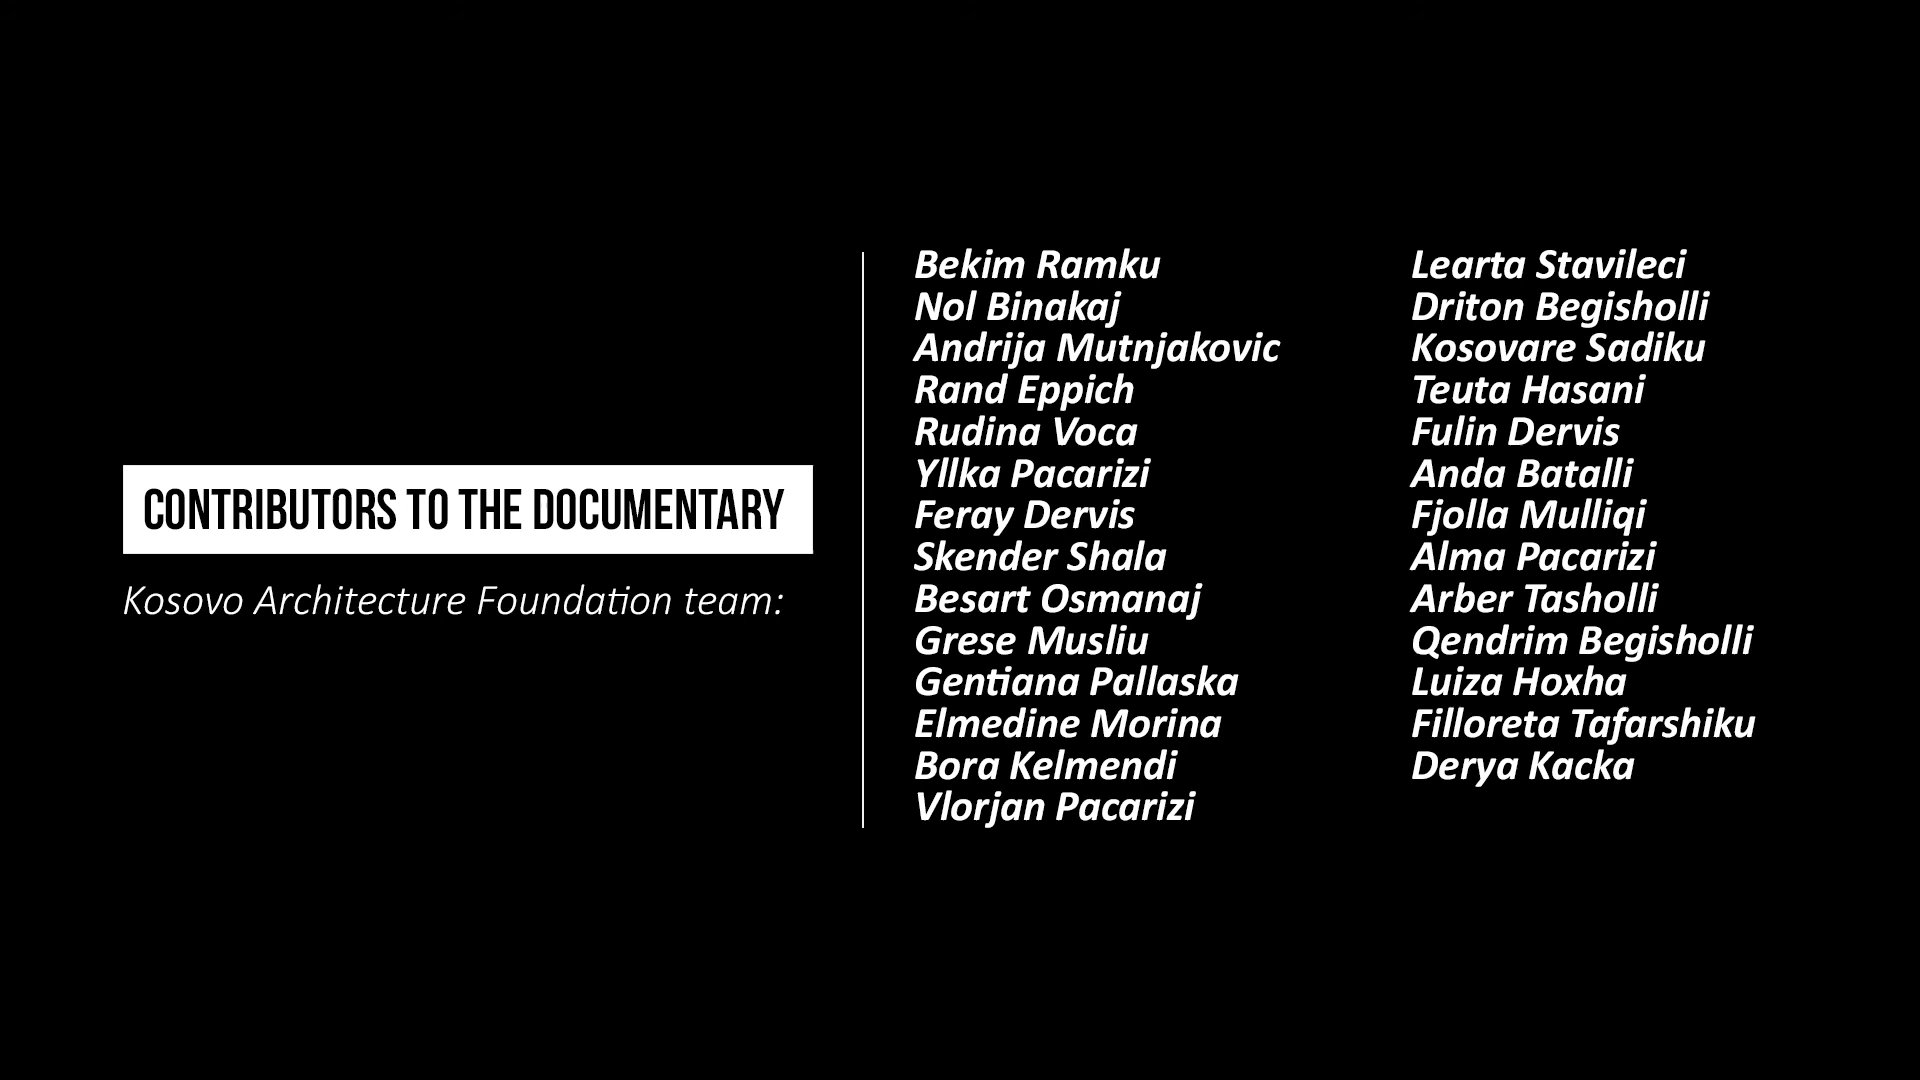 CONTRIBUTORS TO THE DOCUMENTARY
Kosovo Architecture Foundation team:
Bekim Ramku
Nol Binakaj
Andrija Mutnjakovic
Rand Eppich
Rudina Voca
Yllka Pacarizi
Feray Dervis
Skender Shala
Besart Osmanaj
Grese Musliu
Gentiana Pallaska
Elmedine Morina
Bora Kelmendi
Vlorjan Pacarizi
Learta Stavileci
Driton Begisholli
Kosovare Sadiku
Teuta Hasani
Fulin Dervis
Anda Batalli
Fjolla Mulliqi
Alma Pacarizi
Arber Tasholli
Qendrim Begisholli
Luiza Hoxha
Filloreta Tafarshiku
Derya Kacka